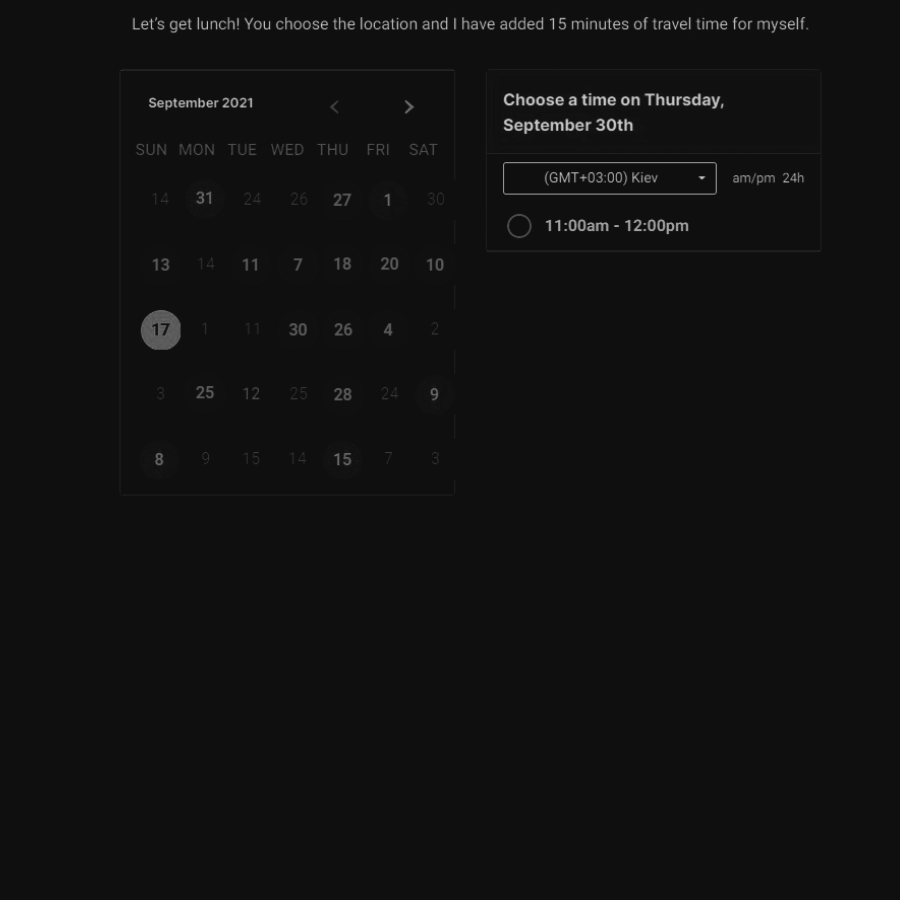 Let's get lunch! You choose the location and I have added 15 minutes of travel time for myself.
September 2021
SUN MON TUE WED THU FRI SAT
14 31 24 26 27 1 30
13 14 11 7 18 20 10
17 1 11 30 26 4 2
3 25 12 25 28 24 9
8 9 15 14 15 7 3
Choose a time on Thursday,
September 30th
(GMT+03:00) Kiev am/pm 24h
11:00am - 12:00pm